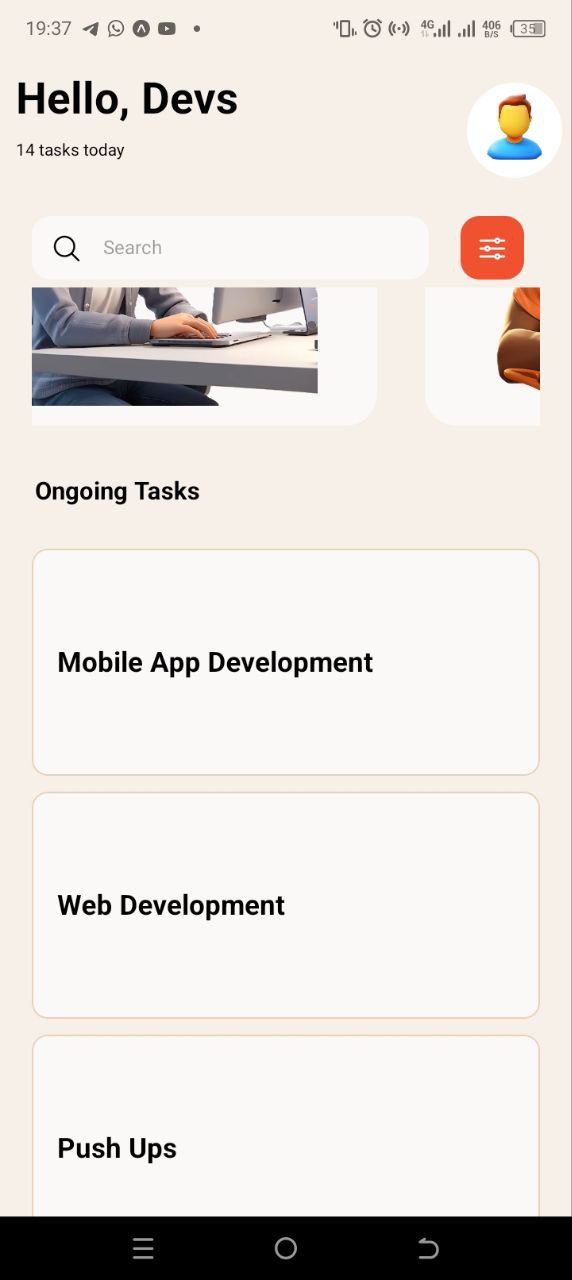 19:37 4G 406 B/S 35
Hello, Devs
14 tasks today
Search
Ongoing Tasks
Mobile App Development
Web Development
Push Ups